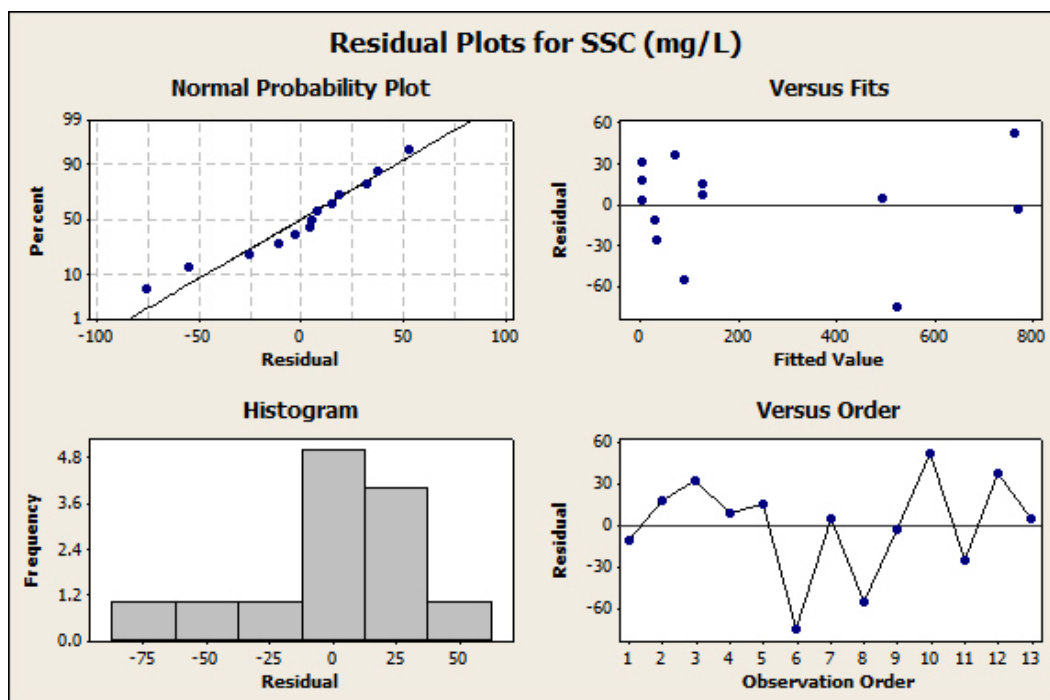 Residual Plots for SSC (mg/L)
Normal Probability Plot
99
90
50
10
1
Percent
-100 -50 0 50 100
Residual
Versus Fits
60
30
0
-30
-60
Residual
0 200 400 600 800
Fitted Value
Histogram
4.8
3.6
2.4
1.2
0.0
Frequency
-75 -50 -25 0 25 50
Residual
Versus Order
60
30
0
-30
-60
Residual
1 2 3 4 5 6 7 8 9 10 11 12 13
Observation Order